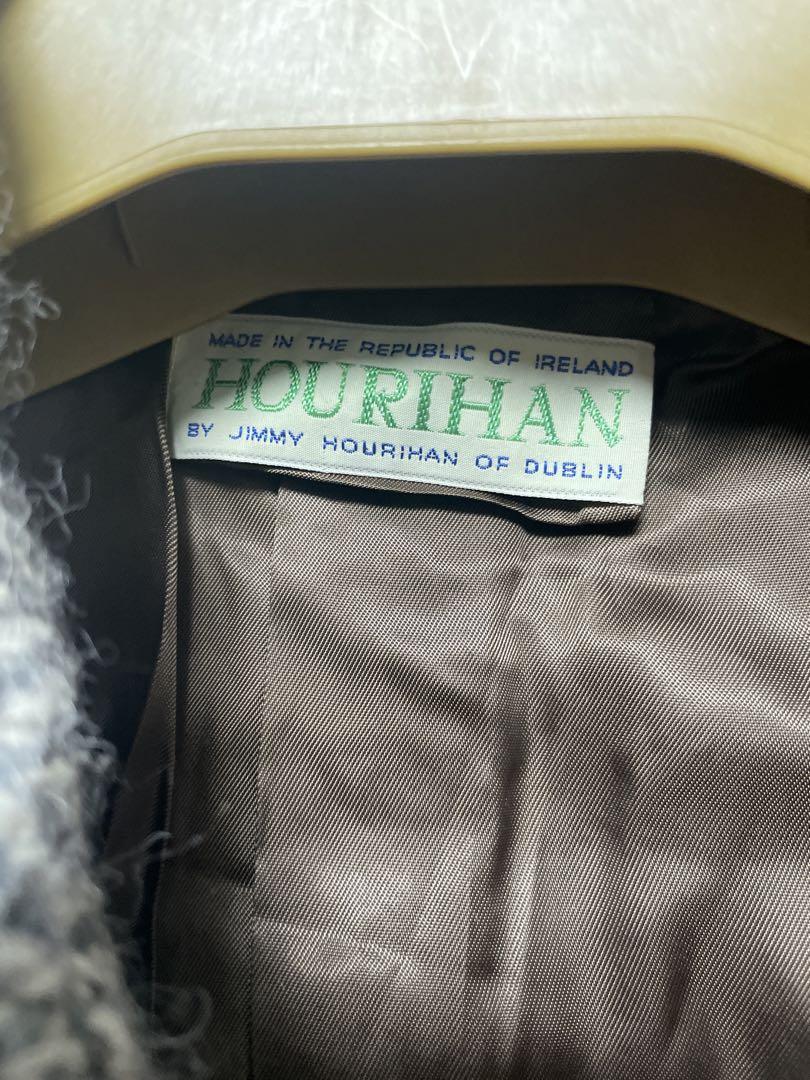 MADE IN THE REPUBLIC OF IRELAND
HOURIHAN
BY JIMMY HOURIHAN OF DUBLIN